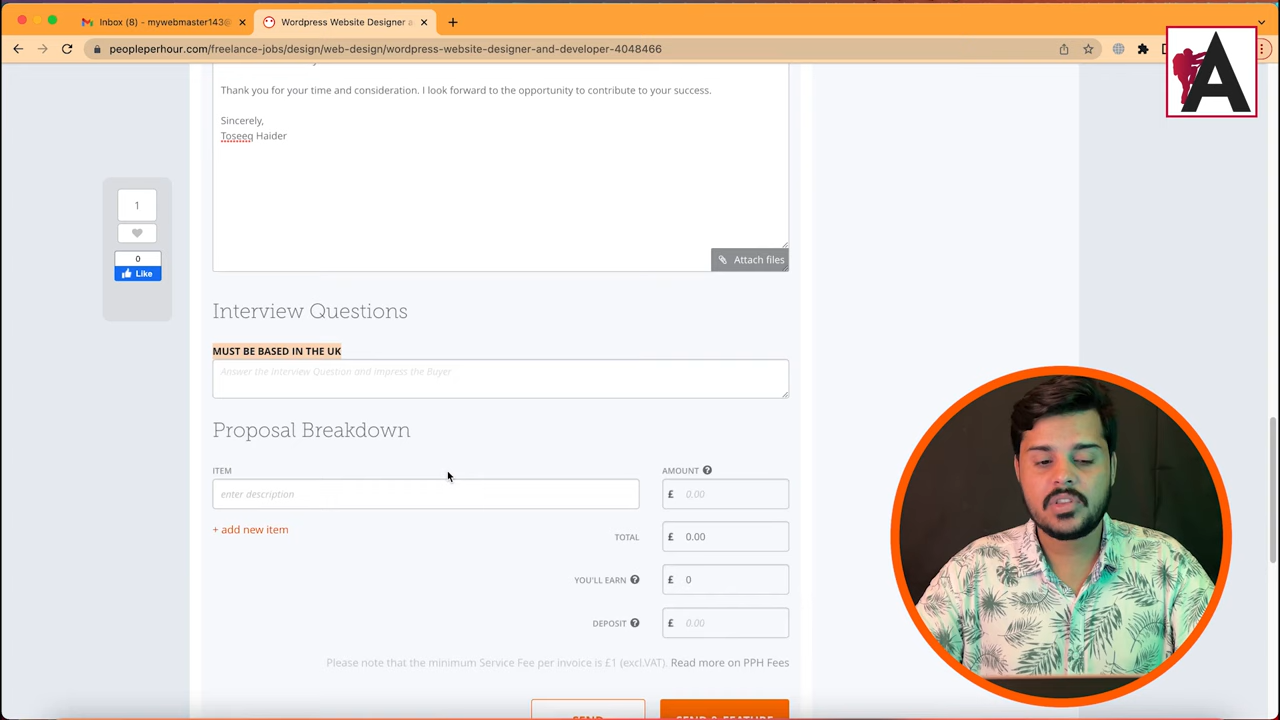 Inbox (8) - mywebmaster143@
Wordpress Website Designer a
peopleperhour.com/freelance-jobs/design/web-design/wordpress-website-designer-and-developer-4048466
A
Thank you for your time and consideration. I look forward to the opportunity to contribute to your success.
Sincerely,
Toseeq Haider
1
0
Like
Attach files
Interview Questions
MUST BE BASED IN THE UK
Answer the Interview Question and impress the Buyer
Proposal Breakdown
ITEM
AMOUNT
enter description
£ 0.00
+ add new item
TOTAL
£ 0.00
YOU'LL EARN
£ 0
DEPOSIT
£ 0.00
Please note that the minimum Service Fee per invoice is £1 (excl.VAT). Read more on PPH Fees
SEND
SEND & FEATURE